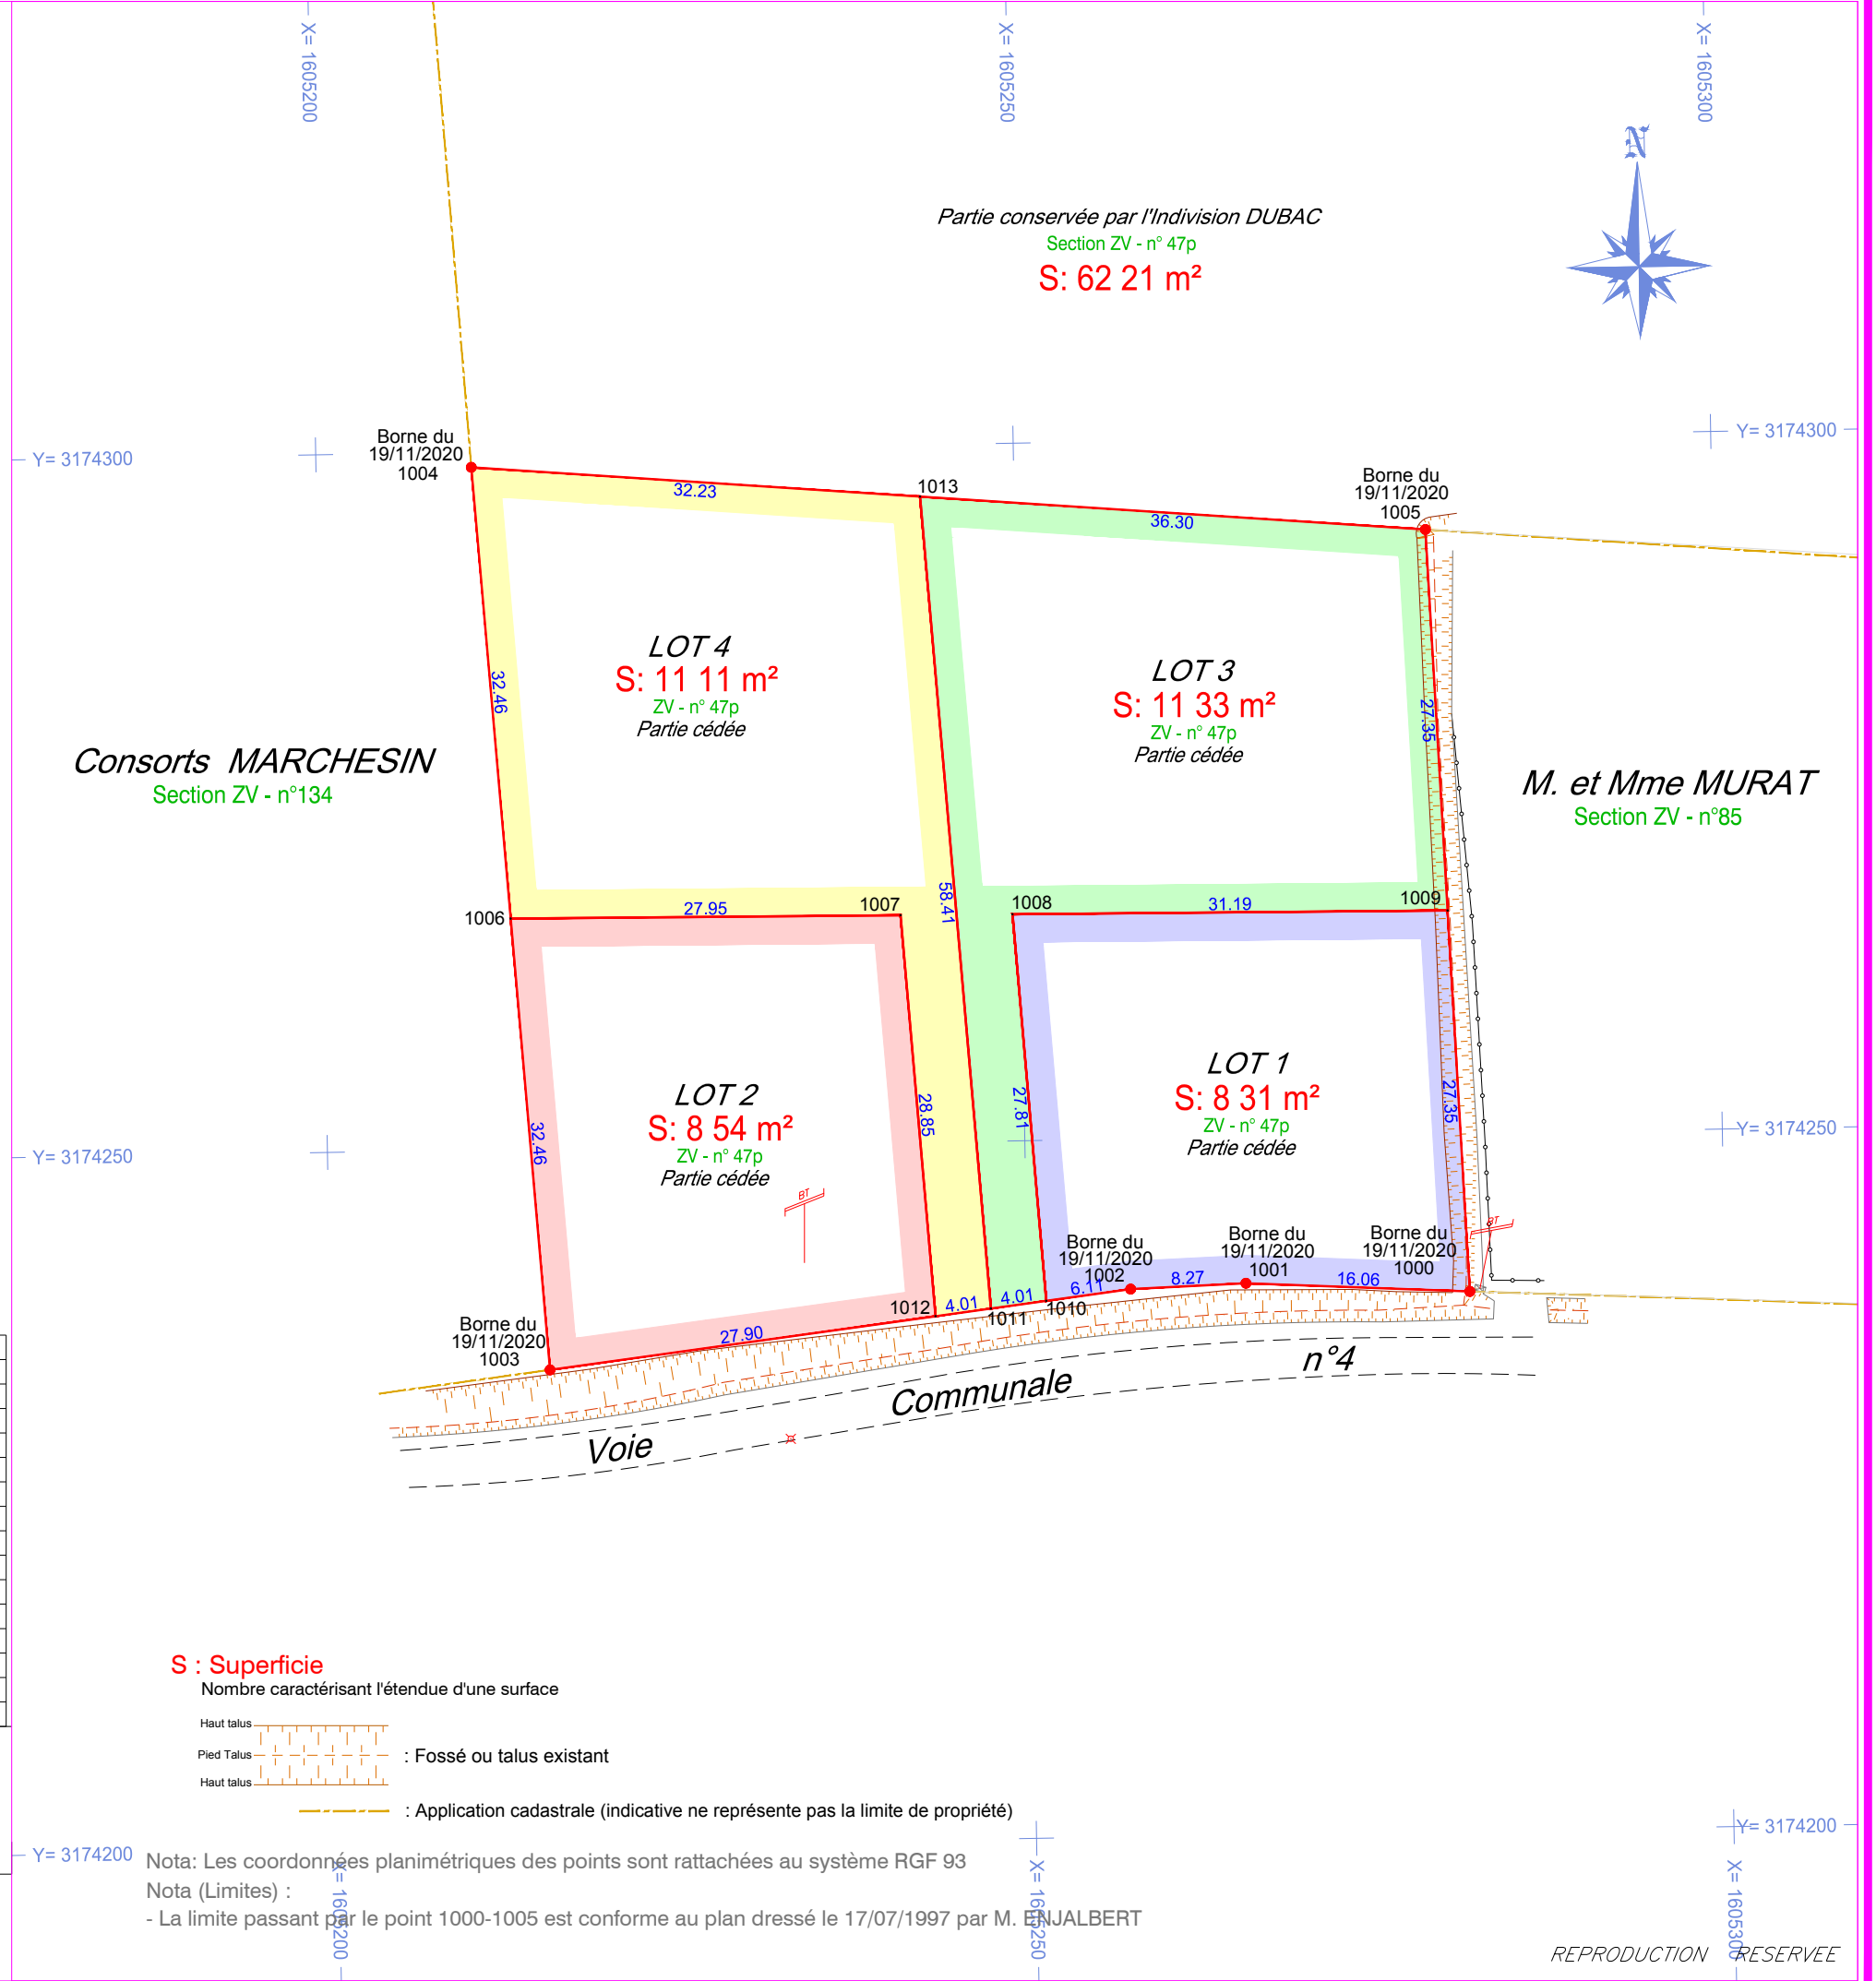 X= 1605200
X= 1605250
X= 1605300
N
Partie conservée par l'Indivision DUBAC
Section ZV - n° 47p
S: 62 21 m²
Y= 3174300
Y= 3174300
Borne du
19/11/2020
1004
32.23
1013
36.30
Borne du
19/11/2020
1005
LOT 4
S: 11 11 m²
ZV - n° 47p
Partie cédée
32.46
LOT 3
S: 11 33 m²
ZV - n° 47p
Partie cédée
27.35
Consorts MARCHESIN
Section ZV - n°134
M. et Mme MURAT
Section ZV - n°85
1006
27.95
1007
58.41
1008
31.19
1009
LOT 2
S: 8 54 m²
ZV - n° 47p
Partie cédée
BT
32.46
28.85
27.81
LOT 1
S: 8 31 m²
ZV - n° 47p
Partie cédée
27.35
BT
Y= 3174250
Y= 3174250
Borne du
19/11/2020
1002
Borne du
19/11/2020
1001
Borne du
19/11/2020
1000
6.11
8.27
16.06
1012
4.01
4.01
1011
1010
Borne du
19/11/2020
1003
27.90
Voie
Communale
n°4
S : Superficie
Nombre caractérisant l'étendue d'une surface
Haut talus
Pied Talus
Haut talus
: Fossé ou talus existant
: Application cadastrale (indicative ne représente pas la limite de propriété)
Y= 3174200
Y= 3174200
Nota: Les coordonnées planimétriques des points sont rattachées au système RGF 93
Nota (Limites) :
- La limite passant par le point 1000-1005 est conforme au plan dressé le 17/07/1997 par M. ENJALBERT
X= 1605200
X= 1605250
X= 1605300
REPRODUCTION RESERVEE